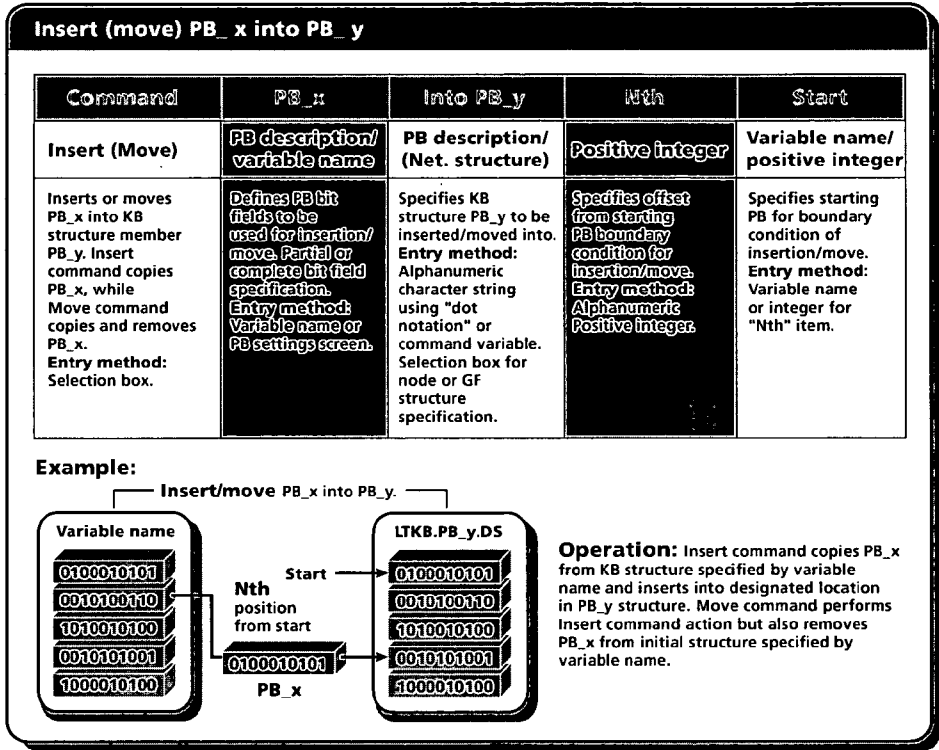 Insert (move) PB_ x into PB_ y
Command
PB_x
Into PB_y
Nth
Start
Insert (Move)
PB description/
variable name
PB description/
(Net. structure)
Positive integer
Variable name/
positive integer
Inserts or moves
PB_x into KB
structure member
PB_y. Insert
command copies
PB_x, while
Move command
copies and removes
PB_x.
Entry method:
Selection box.
Defines PB bit
fields to be
used for insertion/
move. Partial or
complete bit field
specification.
Entry method:
Variable name or
PB settings screen.
Specifies KB
structure PB_y to be
inserted/moved into.
Entry method:
Alphanumeric
character string
using "dot
notation" or
command variable.
Selection box for
node or GF
structure
specification.
Specifies offset
from starting
PB boundary
condition for
insertion/move.
Entry method:
Alphanumeric
Positive integer.
Specifies starting
PB for boundary
condition of
insertion/move.
Entry method:
Variable name
or integer for
"Nth" item.
Example:
Insert/move PB_x into PB_y.
Variable name
0100010101
0010100110
1010010100
0010101001
1000010100
Start
Nth
position
from start
0100010101
PB_x
LTKB.PB_y.DS
0100010101
0010100110
1010010100
0010101001
1000010100
Operation: Insert command copies PB_x
from KB structure specified by variable
name and inserts into designated location
in PB_y structure. Move command performs
Insert command action but also removes
PB_x from initial structure specified by
variable name.